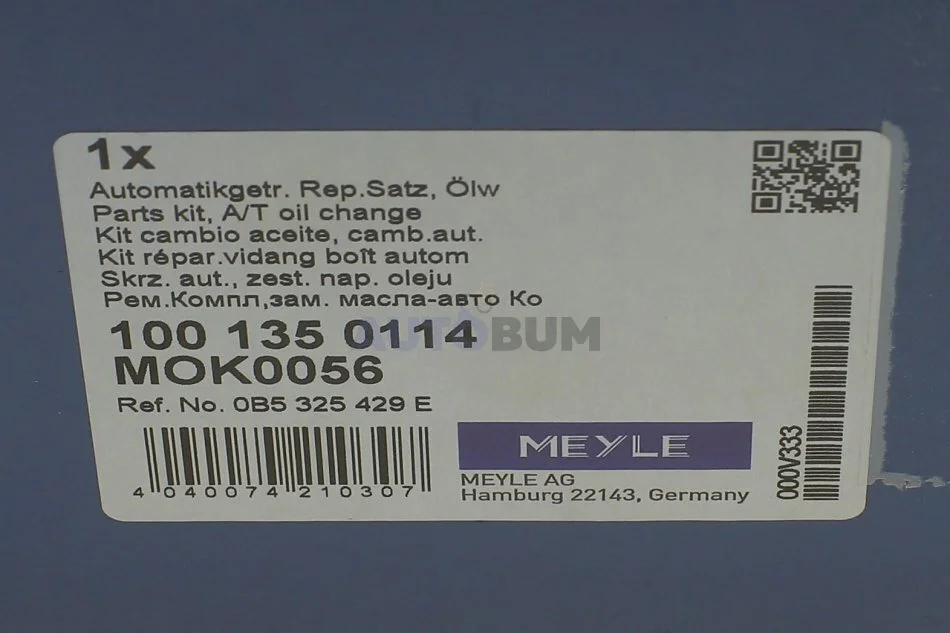 1x
Automatikgetr. Rep.Satz, Ölw
Parts kit, A/T oil change
Kit cambio aceite, camb.aut.
Kit répar.vidang boît autom
Skrz. aut., zest. nap. oleju
Рем.Компл,зам. масла-авто Ко
100 135 0114
AUTOBUM
MOK0056
Ref. No. 0B5 325 429 E
4 040074 210307
MEYLE
MEYLE AG
Hamburg 22143, Germany
000V333